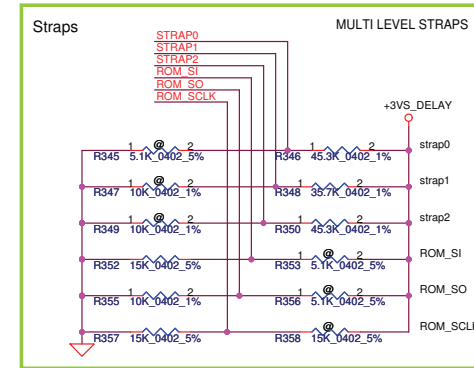 Straps
MULTI LEVEL STRAPS
STRAP0
STRAP1
STRAP2
ROM_SI
ROM_SO
ROM_SCLK
+3VS_DELAY
1 @ 2
R345 5.1K_0402_5%
1 2
R346 45.3K_0402_1%
strap0
1 @ 2
R347 10K_0402_1%
1 2
R348 35.7K_0402_1%
strap1
1 @ 2
R349 10K_0402_1%
1 2
R350 45.3K_0402_1%
strap2
1 2
R352 15K_0402_5%
1 @ 2
R353 5.1K_0402_5%
ROM_SI
1 2
R355 10K_0402_1%
1 @ 2
R356 5.1K_0402_5%
ROM_SO
1 2
R357 15K_0402_5%
1 @ 2
R358 15K_0402_5%
ROM_SCLK